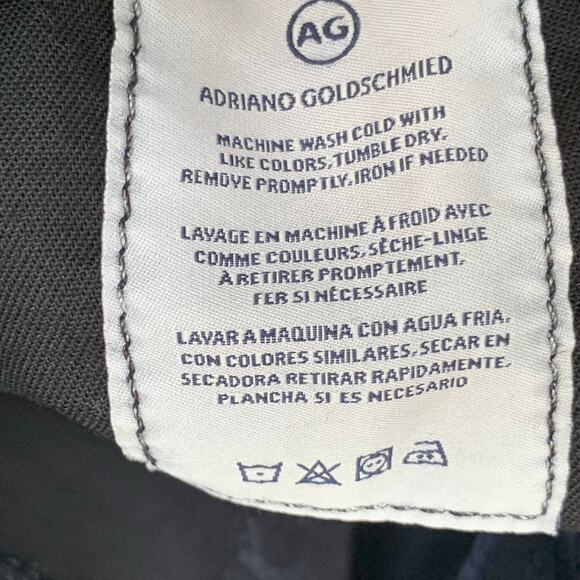 AG
ADRIANO GOLDSCHMIED
MACHINE WASH COLD WITH
LIKE COLORS, TUMBLE DRY.
REMOVE PROMPTLY. IRON IF NEEDED
LAVAGE EN MACHINE À FROID AVEC
COMME COULEURS, SÈCHE-LINGE
À RETIRER PROMPTEMENT.
FER SI NÉCESSAIRE
LAVAR A MAQUINA CON AGUA FRIA.
CON COLORES SIMILARES, SECAR EN
SECADORA RETIRAR RAPIDAMENTE.
PLANCHA SI ES NECESARIO